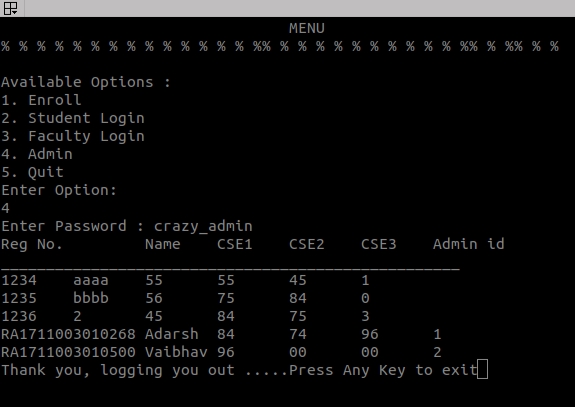 MENU
% % % % % % % % % % % % % % %% % % % % % % % % % % %% % %% % %
Available Options :
1. Enroll
2. Student Login
3. Faculty Login
4. Admin
5. Quit
Enter Option:
4
Enter Password : crazy_admin
Reg No. Name CSE1 CSE2 CSE3 Admin id
___________________________________________________
1234 aaaa 55 55 45 1
1235 bbbb 56 75 84 0
1236 2 45 84 75 3
RA1711003010268 Adarsh 84 74 96 1
RA1711003010500 Vaibhav 96 00 00 2
Thank you, logging you out .....Press Any Key to exit